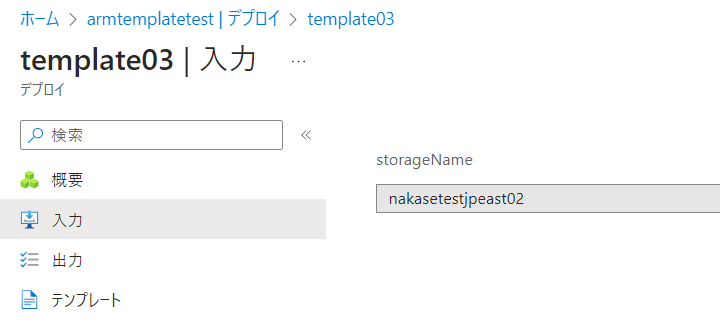 ホーム > armtemplatetest | デプロイ > template03
template03 | 入力 ...
デプロイ
検索 «
storageName
概要
nakasetestjpeast02
入力
出力
テンプレート